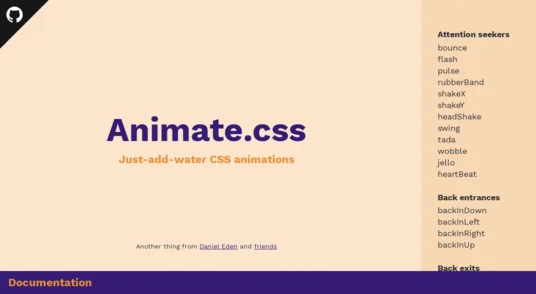 Animate.css
Just-add-water CSS animations
Another thing from Daniel Eden and friends
Attention seekers
bounce
flash
pulse
rubberBand
shakeX
shakeY
headShake
swing
tada
wobble
jello
heartBeat
Back entrances
backInDown
backInLeft
backInRight
backInUp
Back exits
Documentation